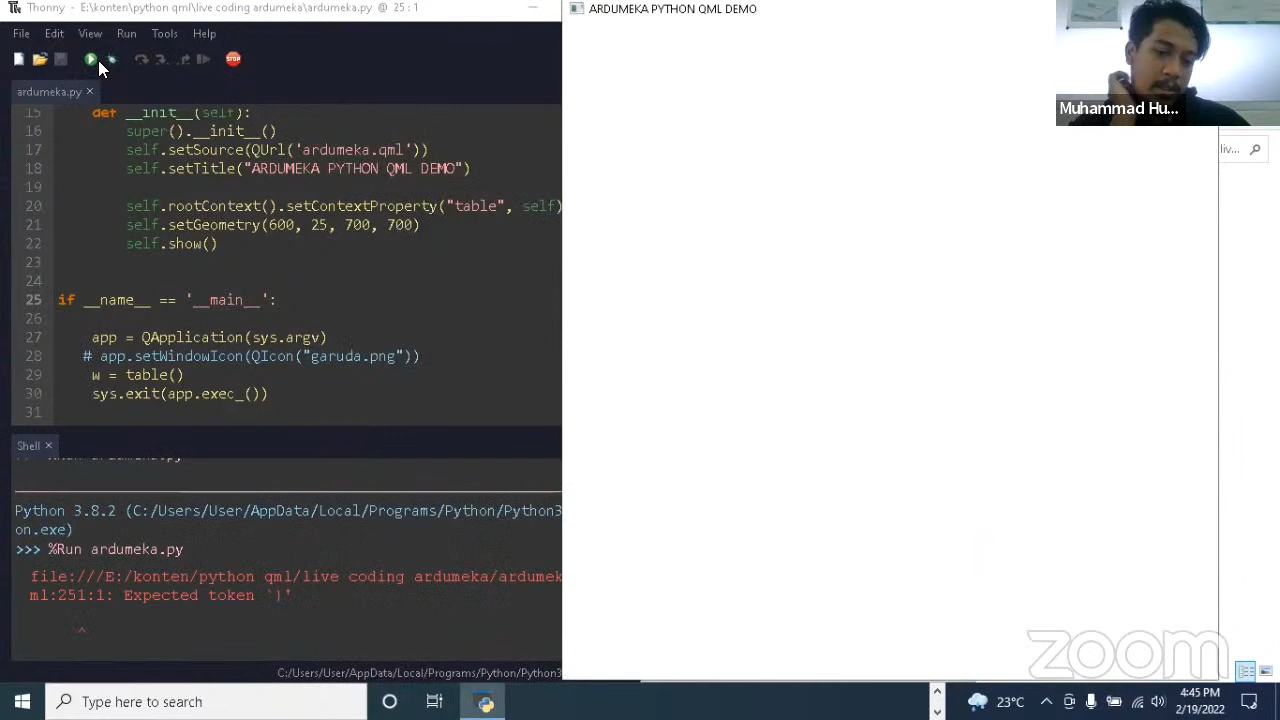 Thonny - E:\konten\python qml\live coding ardumeka\ardumeka.py @ 25 : 1
ARDUMEKA PYTHON QML DEMO
File Edit View Run Tools Help
STOP
ardumeka.py ×
Muhammad Hu...
liv...
15 def __init__(self):
16 super().__init__()
17 self.setSource(QUrl('ardumeka.qml'))
18 self.setTitle("ARDUMEKA PYTHON QML DEMO")
19
20 self.rootContext().setContextProperty("table", self)
21 self.setGeometry(600, 25, 700, 700)
22 self.show()
23
24
25 if __name__ == '__main__':
26
27 app = QApplication(sys.argv)
28 # app.setWindowIcon(QIcon("garuda.png"))
29 w = table()
30 sys.exit(app.exec_())
31
Shell ×
Python 3.8.2 (C:/Users/User/AppData/Local/Programs/Python/Python3
on.exe)
>>> %Run ardumeka.py
file:///E:/konten/python qml/live coding ardumeka/ardumek
ml:251:1: Expected token `}'
^
C:/Users/User/AppData/Local/Programs/Python/Python3
zoom
Type here to search
23°C
4:45 PM
2/19/2022